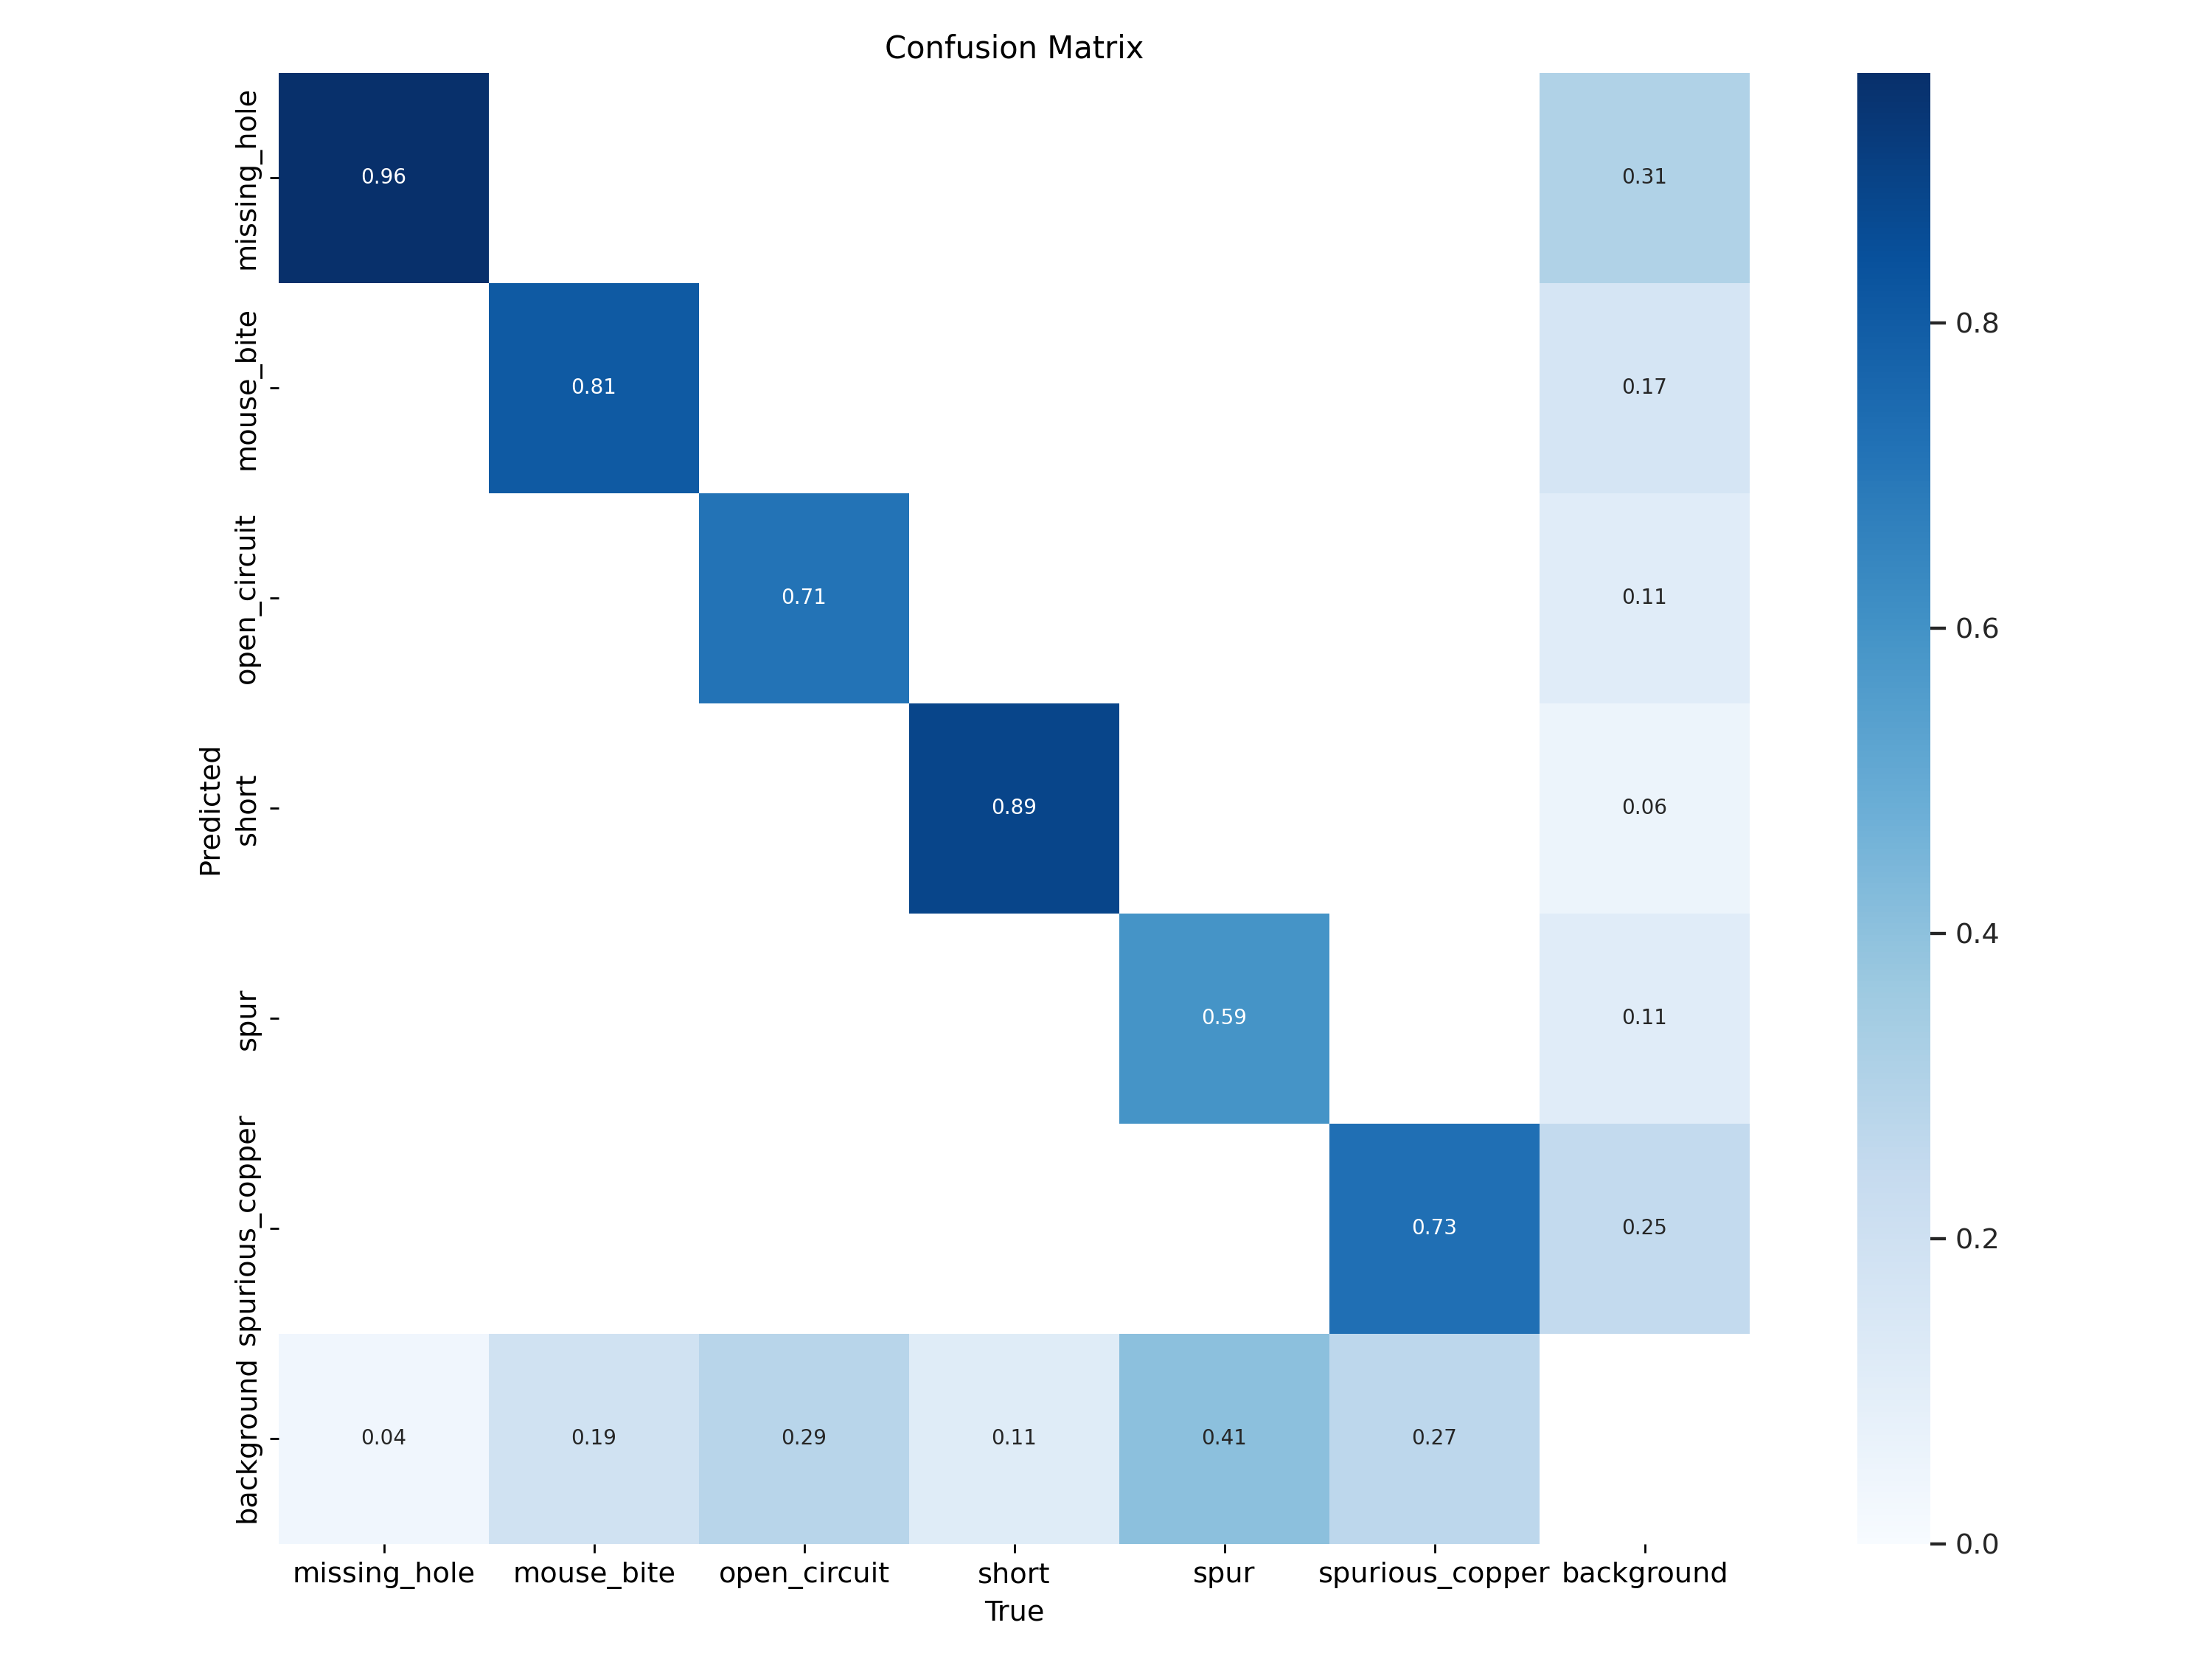 Confusion Matrix
Predicted
missing_hole
0.96
0.31
mouse_bite
0.81
0.17
open_circuit
0.71
0.11
short
0.89
0.06
spur
0.59
0.11
spurious_copper
0.73
0.25
background
0.04
0.19
0.29
0.11
0.41
0.27
missing_hole
mouse_bite
open_circuit
short
spur
spurious_copper
background
True
0.8
0.6
0.4
0.2
0.0